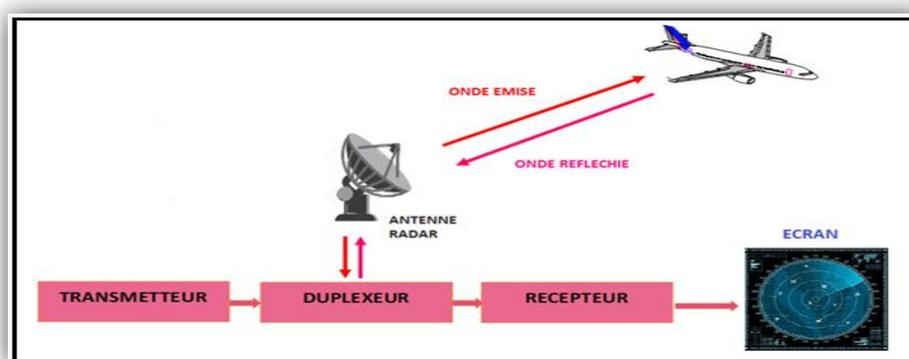 ONDE EMISE
ONDE REFLECHIE
ANTENNE
RADAR
ECRAN
TRANSMETTEUR
DUPLEXEUR
RECEPTEUR